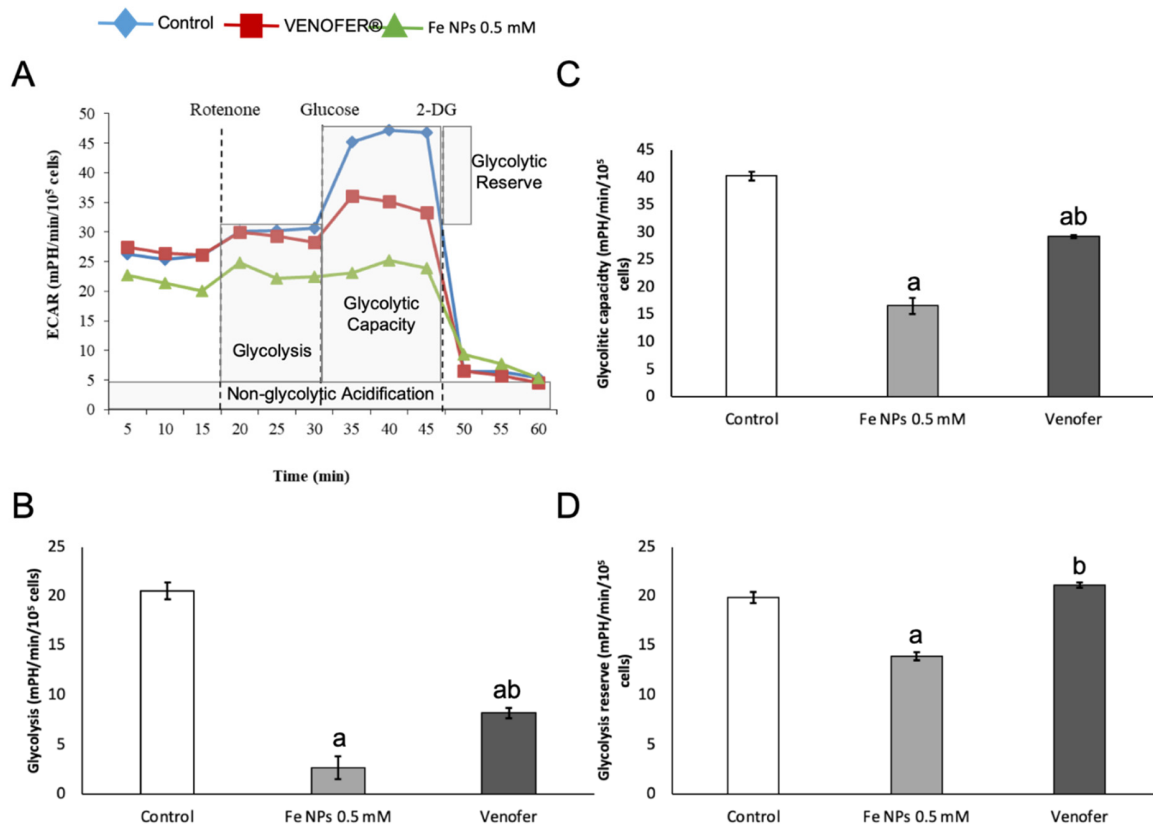 Control VENOFER® Fe NPs 0.5 mM
A
Rotenone Glucose 2-DG
ECAR (mPH/min/10⁵ cells)
50
45
40
35
30
25
20
15
10
5
0
Glycolytic
Reserve
Glycolytic
Capacity
Glycolysis
Non-glycolytic Acidification
5 10 15 20 25 30 35 40 45 50 55 60
Time (min)
C
Glycolitic capacity (mPH/min/10⁵
cells)
45
40
35
30
25
20
15
10
5
0
a
ab
Control Fe NPs 0.5 mM Venofer
B
Glycolysis (mPH/min/10⁵ cells)
25
20
15
10
5
0
a
ab
Control Fe NPs 0.5 mM Venofer
D
Glycolysis reserve (mPH/min/10⁵
cells)
25
20
15
10
5
0
a
b
Control Fe NPs 0.5 mM Venofer